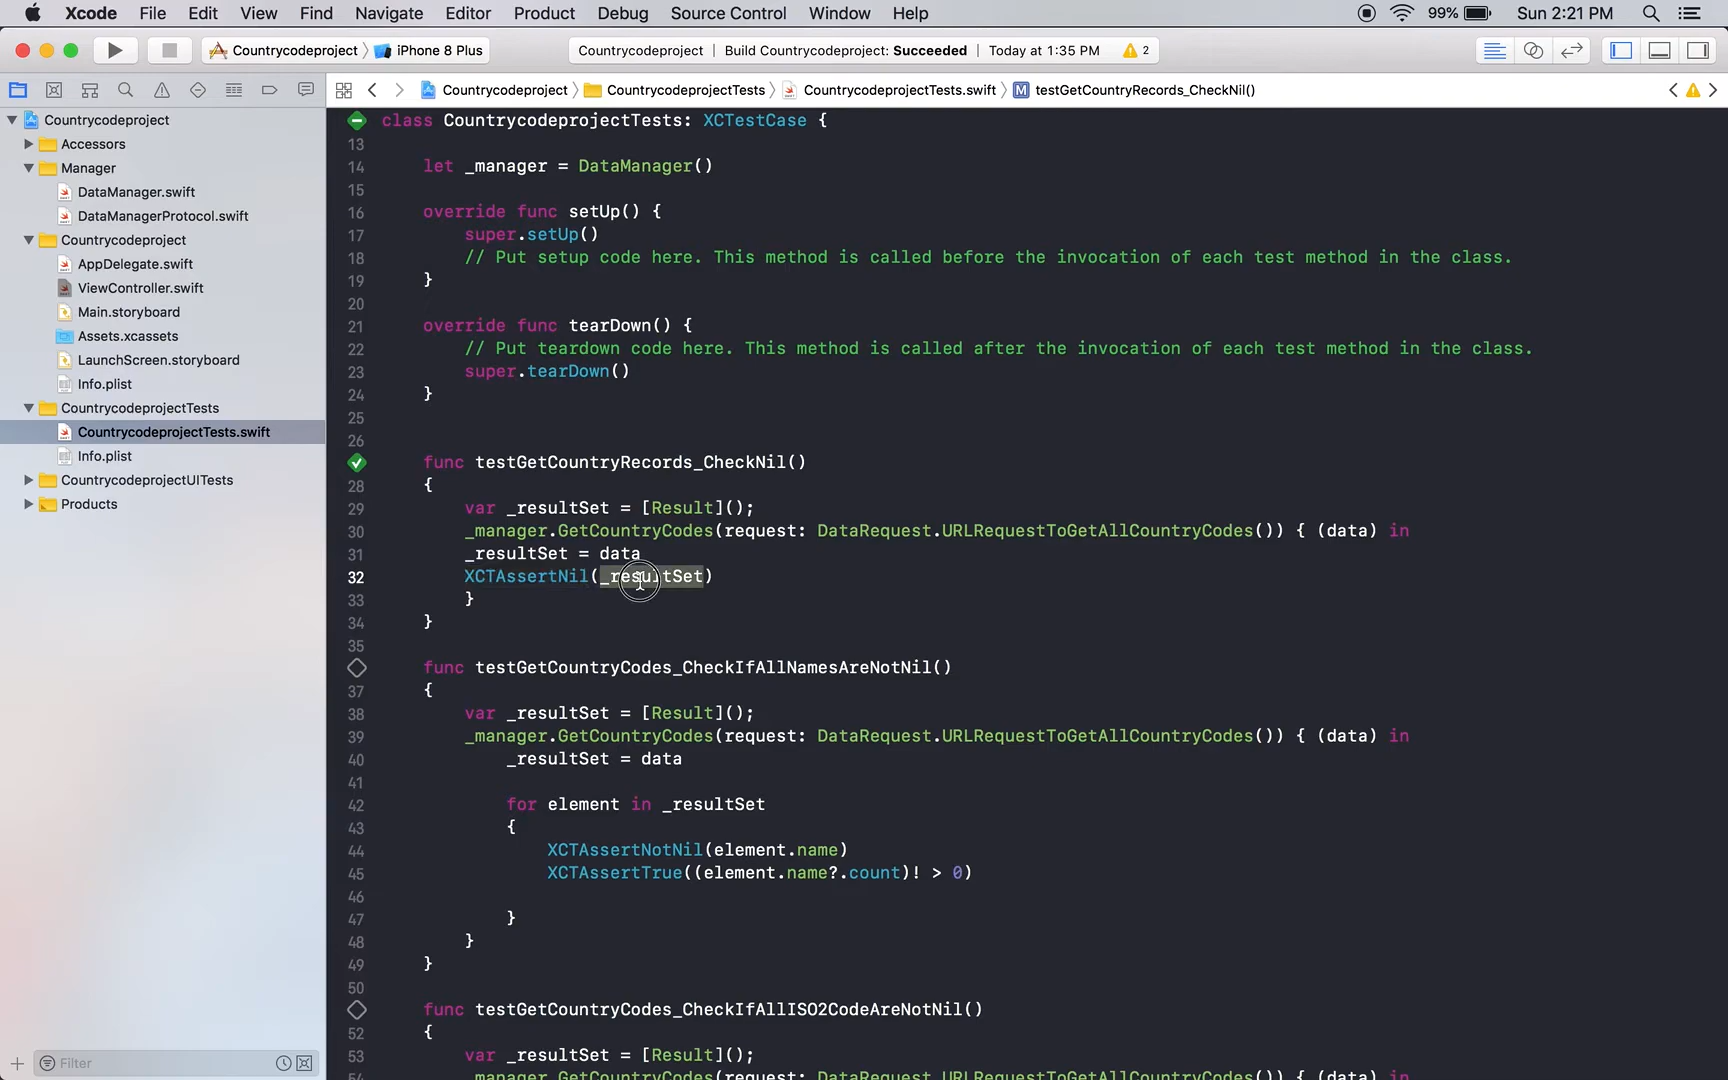 Xcode File Edit View Find Navigate Editor Product Debug Source Control Window Help 99% Sun 2:21 PM
Countrycodeproject iPhone 8 Plus Countrycodeproject | Build Countrycodeproject: Succeeded | Today at 1:35 PM 2
Countrycodeproject CountrycodeprojectTests CountrycodeprojectTests.swift M testGetCountryRecords_CheckNil()
Countrycodeproject
Accessors
Manager
DataManager.swift
DataManagerProtocol.swift
Countrycodeproject
AppDelegate.swift
ViewController.swift
Main.storyboard
Assets.xcassets
LaunchScreen.storyboard
Info.plist
CountrycodeprojectTests
CountrycodeprojectTests.swift
Info.plist
CountrycodeprojectUITests
Products
Filter
class CountrycodeprojectTests: XCTestCase {
13
14 let _manager = DataManager()
15
16 override func setUp() {
17 super.setUp()
18 // Put setup code here. This method is called before the invocation of each test method in the class.
19 }
20
21 override func tearDown() {
22 // Put teardown code here. This method is called after the invocation of each test method in the class.
23 super.tearDown()
24 }
25
26
func testGetCountryRecords_CheckNil()
28 {
29 var _resultSet = [Result]();
30 _manager.GetCountryCodes(request: DataRequest.URLRequestToGetAllCountryCodes()) { (data) in
31 _resultSet = data
32 XCTAssertNil(_resultSet)
33 }
34 }
35
func testGetCountryCodes_CheckIfAllNamesAreNotNil()
37 {
38 var _resultSet = [Result]();
39 _manager.GetCountryCodes(request: DataRequest.URLRequestToGetAllCountryCodes()) { (data) in
40 _resultSet = data
41
42 for element in _resultSet
43 {
44 XCTAssertNotNil(element.name)
45 XCTAssertTrue((element.name?.count)! > 0)
46
47 }
48 }
49 }
50
func testGetCountryCodes_CheckIfAllISO2CodeAreNotNil()
52 {
53 var _resultSet = [Result]();
54 _manager.GetCountryCodes(request: DataRequest.URLRequestToGetAllCountryCodes()) { (data) in